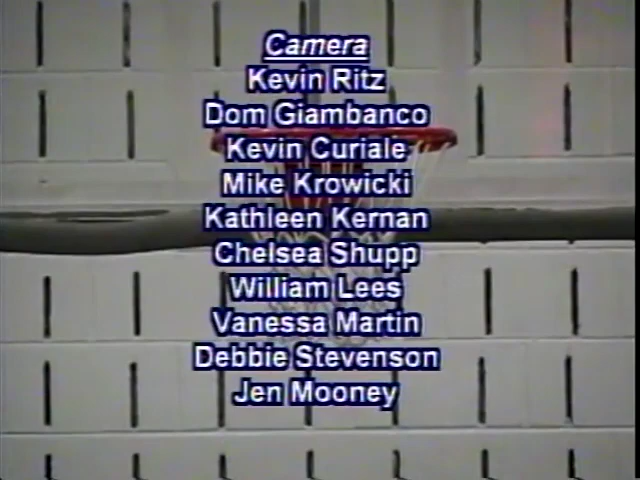 Camera
Kevin Ritz
Dom Giambanco
Kevin Curiale
Mike Krowicki
Kathleen Kernan
Chelsea Shupp
William Lees
Vanessa Martin
Debbie Stevenson
Jen Mooney